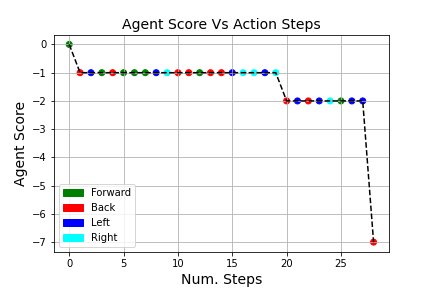 Agent Score Vs Action Steps
Agent Score
0
−1
−2
−3
−4
−5
−6
−7
Forward
Back
Left
Right
0 5 10 15 20 25
Num. Steps